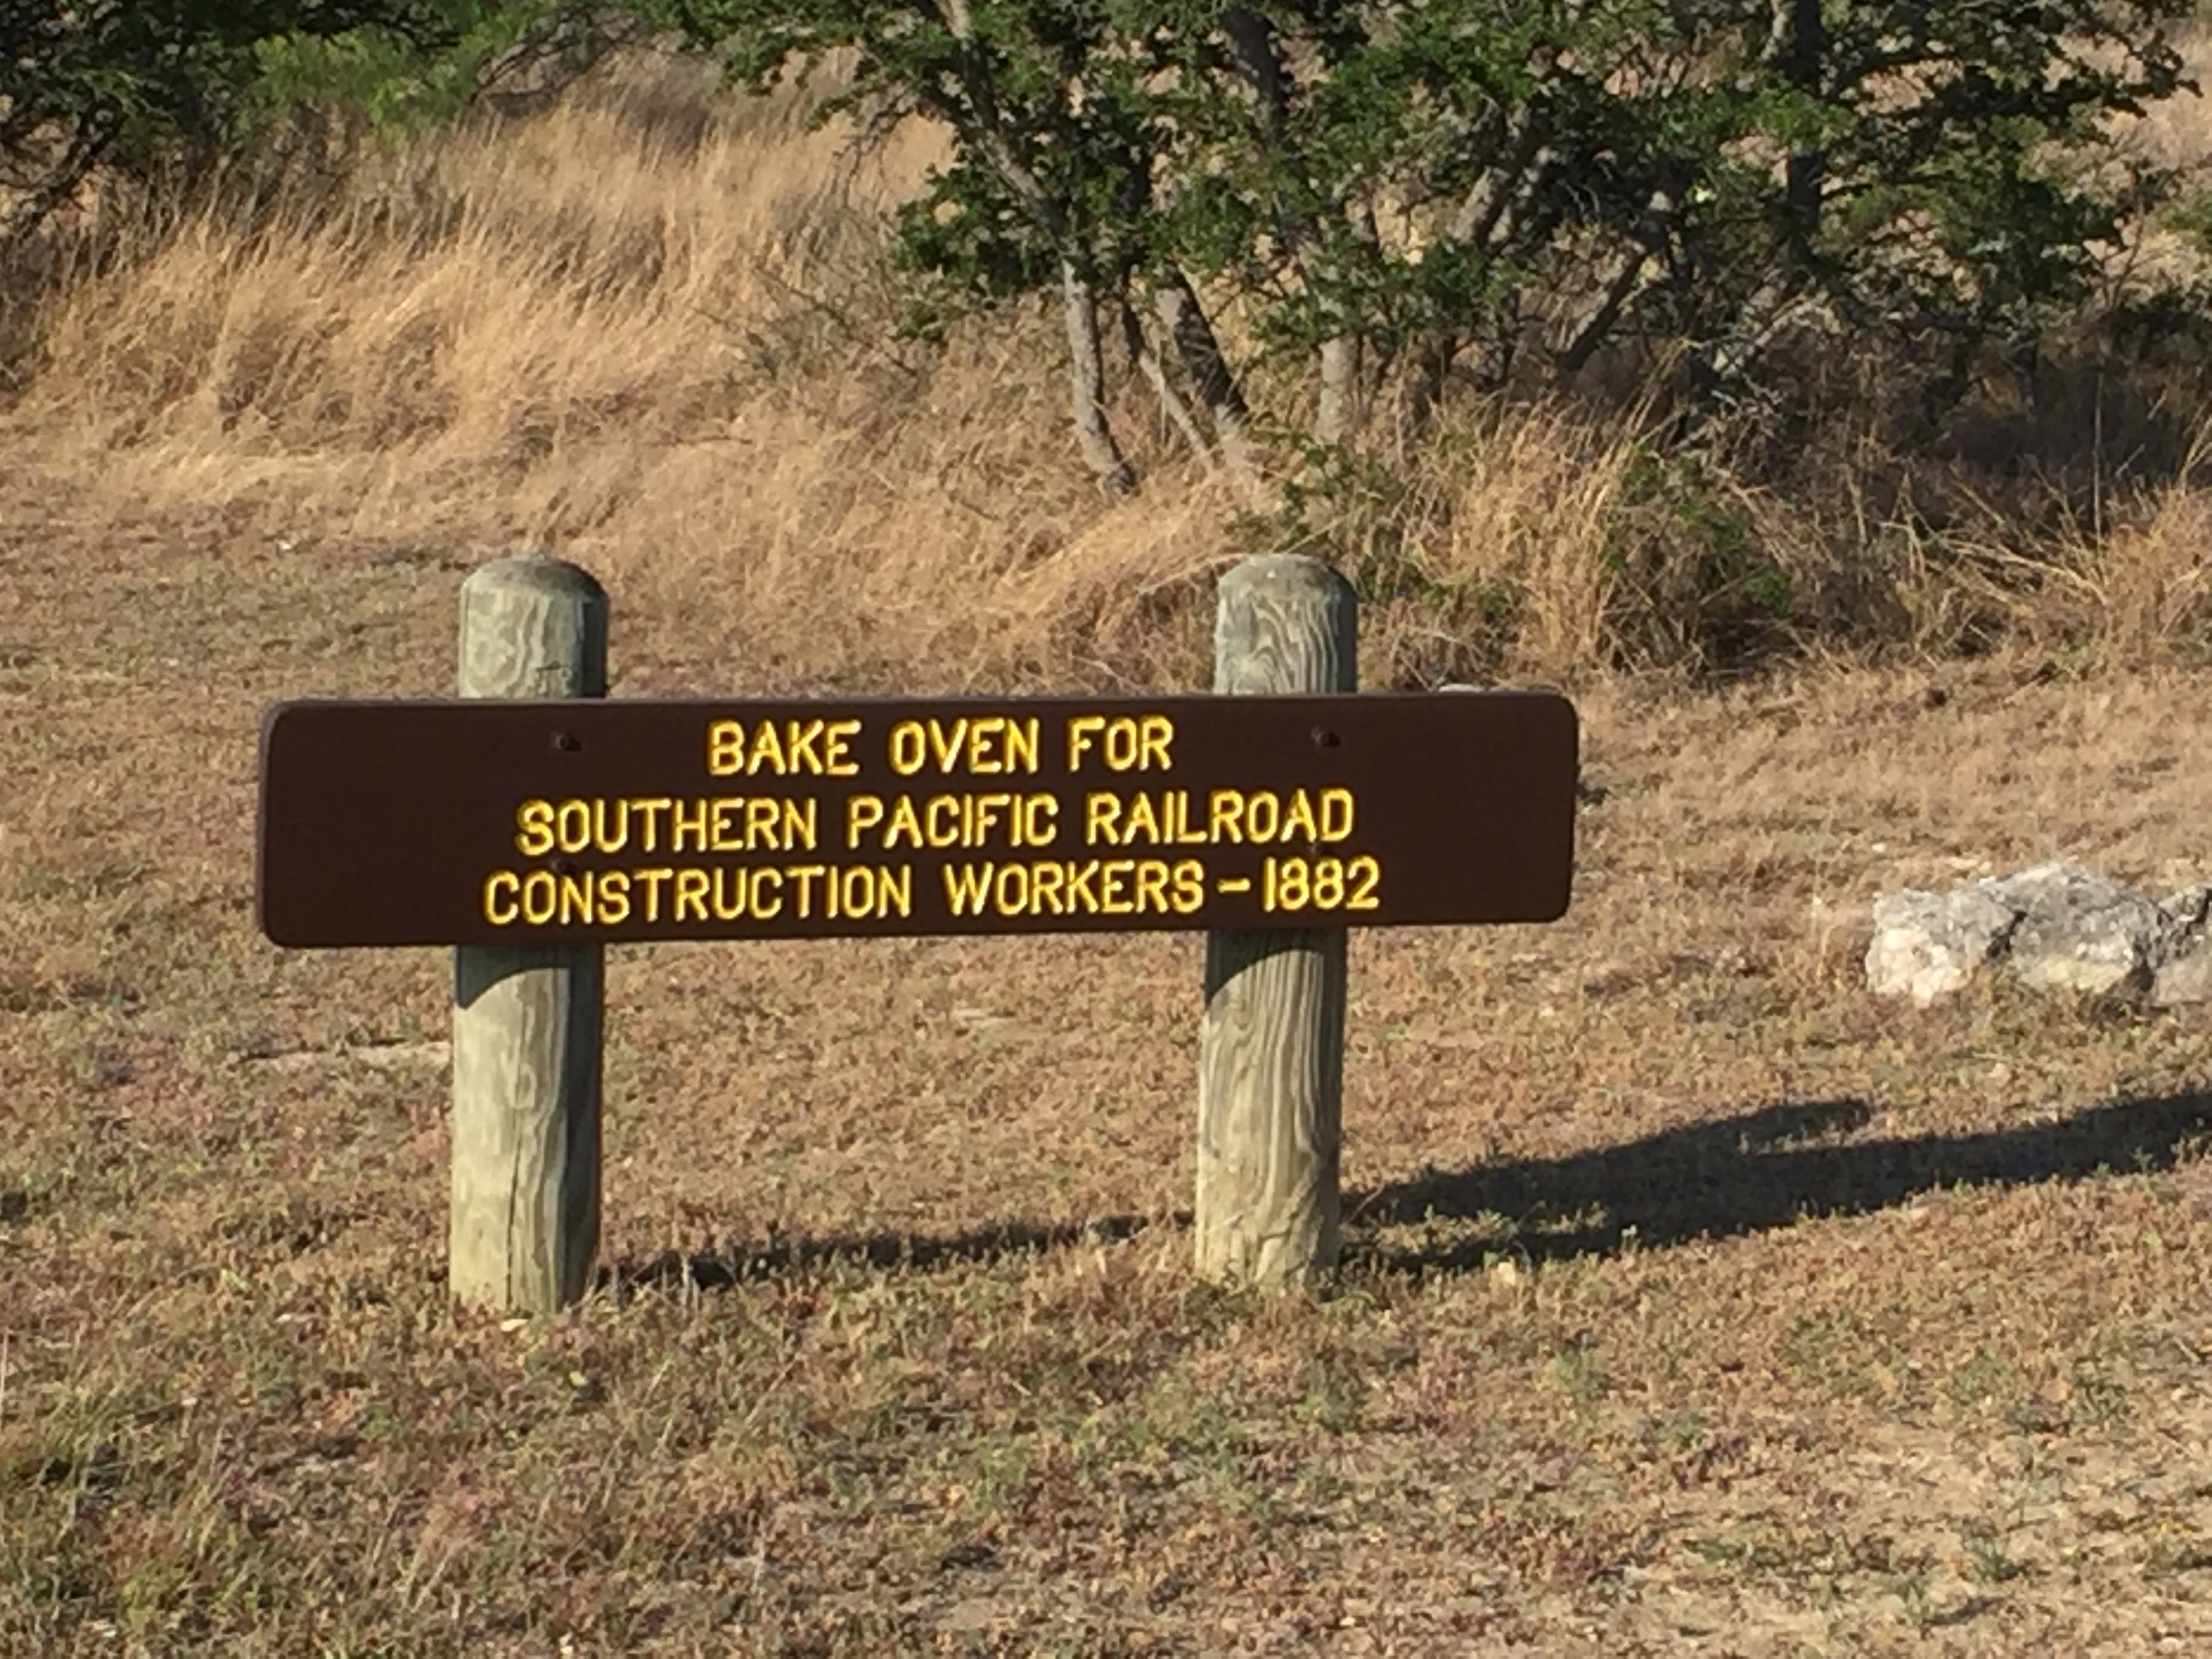 BAKE OVEN FOR
SOUTHERN PACIFIC RAILROAD
CONSTRUCTION WORKERS – 1882